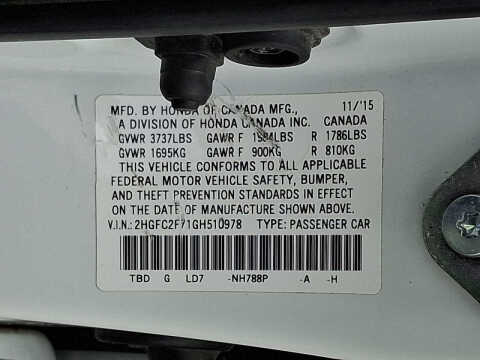 MFD. BY HONDA OF CANADA MFG., 11/'15
A DIVISION OF HONDA CANADA INC. CANADA
GVWR 3737LBS GAWR F 1984LBS R 1786LBS
GVWR 1695KG GAWR F 900KG R 810KG
THIS VEHICLE CONFORMS TO ALL APPLICABLE
FEDERAL MOTOR VEHICLE SAFETY, BUMPER,
AND THEFT PREVENTION STANDARDS IN EFFECT
ON THE DATE OF MANUFACTURE SHOWN ABOVE.
V.I.N.: 2HGFC2F71GH510978 TYPE: PASSENGER CAR
TBD G LD7 -NH788P -A -H